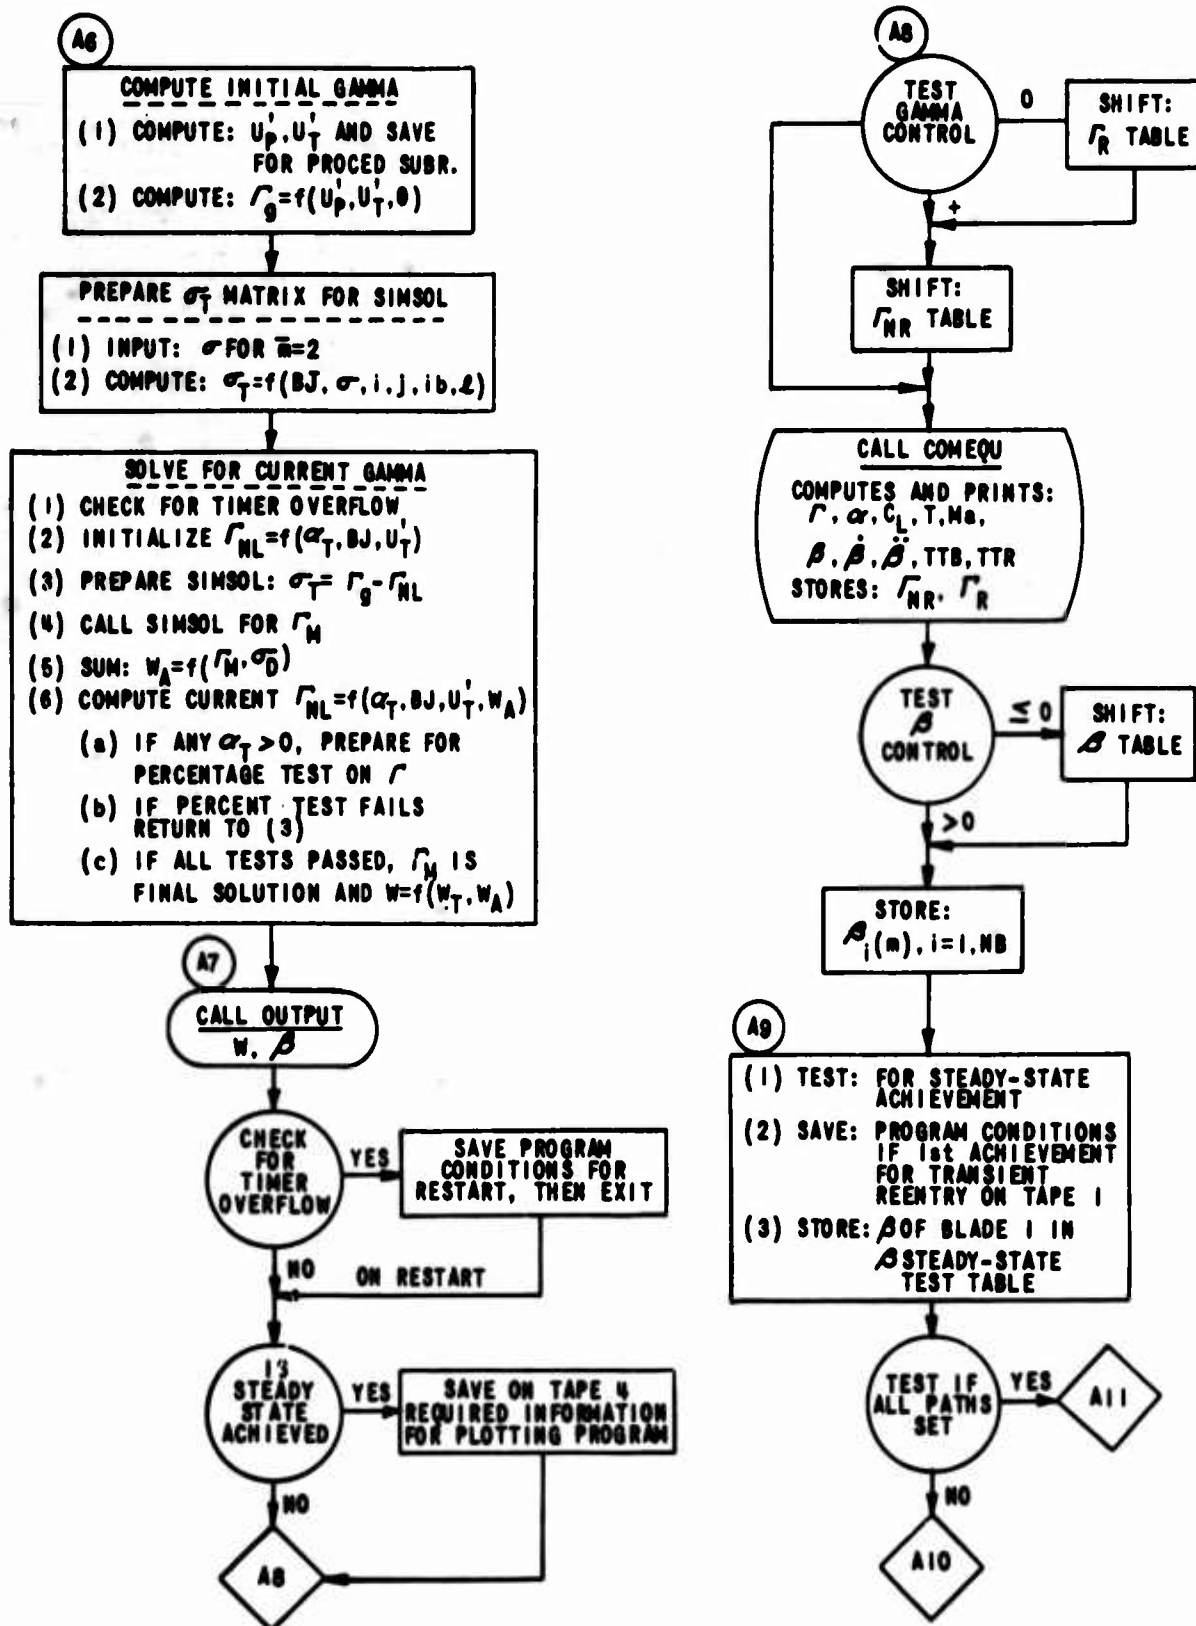 A6
COMPUTE INITIAL GAMMA
(1) COMPUTE: U'P, U'T AND SAVE
FOR PROCED SUBR.
(2) COMPUTE: Γg=f(U'P,U'T,θ)
PREPARE σT MATRIX FOR SIMSOL
(1) INPUT: σ FOR m̄=2
(2) COMPUTE: σT=f(BJ, σ, i, j, ib, ℓ)
SOLVE FOR CURRENT GAMMA
(1) CHECK FOR TIMER OVERFLOW
(2) INITIALIZE ΓNL=f(αT, BJ, U'T)
(3) PREPARE SIMSOL: σT= Γg-ΓNL
(4) CALL SIMSOL FOR ΓM
(5) SUM: WA=f(ΓM, σD)
(6) COMPUTE CURRENT ΓNL=f(αT, BJ, U'T, WA)
(a) IF ANY αT >0, PREPARE FOR
PERCENTAGE TEST ON Γ
(b) IF PERCENT TEST FAILS
RETURN TO (3)
(c) IF ALL TESTS PASSED, ΓM IS
FINAL SOLUTION AND W=f(WT, WA)
A7
CALL OUTPUT
W, β
CHECK
FOR
TIMER
OVERFLOW
YES
SAVE PROGRAM
CONDITIONS FOR
RESTART, THEN EXIT
NO
ON RESTART
IS
STEADY
STATE
ACHIEVED
YES
SAVE ON TAPE 4
REQUIRED INFORMATION
FOR PLOTTING PROGRAM
NO
A8
A8
TEST
GAMMA
CONTROL
0
SHIFT:
ΓR TABLE
+
SHIFT:
ΓNR TABLE
CALL COMEQU
COMPUTES AND PRINTS:
Γ, α, CL, T, Ma,
β, β̇, β̈, TTB, TTR
STORES: ΓNR, ΓR
TEST
β
CONTROL
≤ 0
SHIFT:
β TABLE
>0
STORE:
βi(m), i=1,NB
A9
(1) TEST: FOR STEADY-STATE
ACHIEVEMENT
(2) SAVE: PROGRAM CONDITIONS
IF 1st ACHIEVEMENT
FOR TRANSIENT
REENTRY ON TAPE 1
(3) STORE: β OF BLADE 1 IN
β STEADY-STATE
TEST TABLE
TEST IF
ALL PATHS
SET
YES
A11
NO
A10